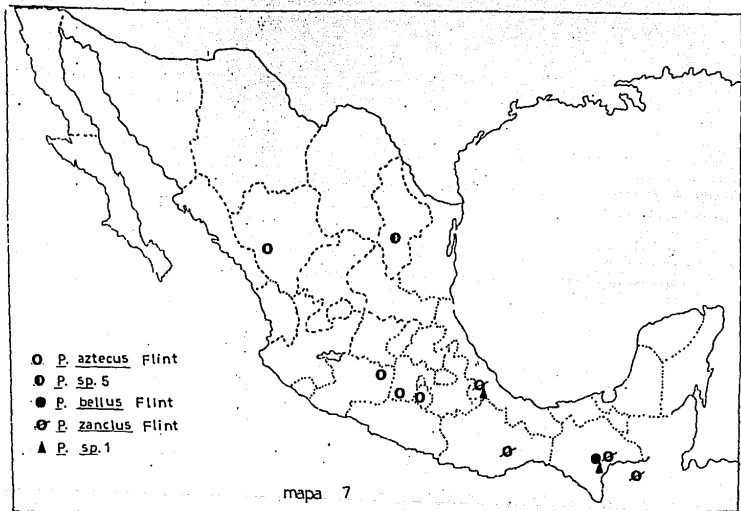 P. aztecus Flint
P. sp. 5
P. bellus Flint
P. zanclus Flint
P. sp. 1
mapa 7